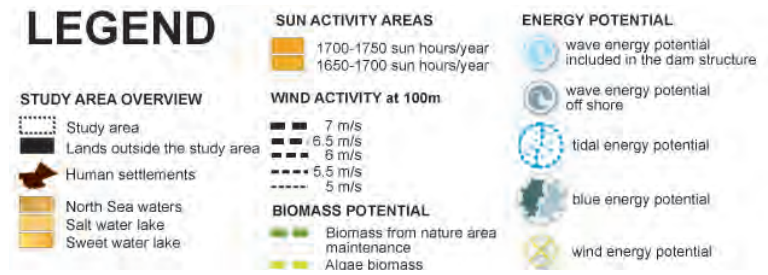 LEGEND
STUDY AREA OVERVIEW
Study area
Lands outside the study area
Human settlements
North Sea waters
Salt water lake
Sweet water lake
SUN ACTIVITY AREAS
1700-1750 sun hours/year
1650-1700 sun hours/year
WIND ACTIVITY at 100m
7 m/s
6.5 m/s
6 m/s
5,5 m/s
5 m/s
BIOMASS POTENTIAL
Biomass from nature area
maintenance
Algae biomass
ENERGY POTENTIAL
wave energy potential
included in the dam structure
wave energy potential
off shore
tidal energy potential
blue energy potential
wind energy potential